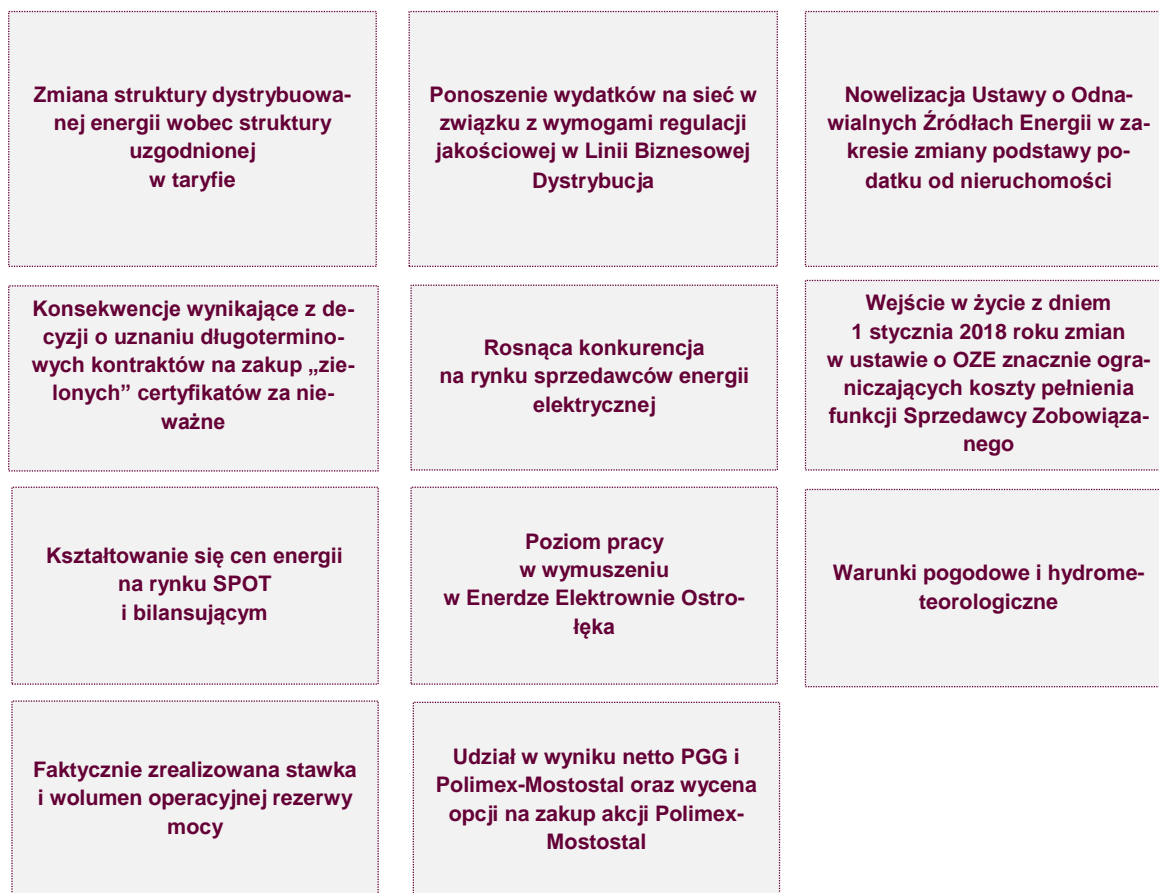 Zmiana struktury dystrybuowa-
nej energii wobec struktury
uzgodnionej
w taryfie
Ponoszenie wydatków na sieć w
związku z wymogami regulacji
jakościowej w Linii Biznesowej
Dystrybucja
Nowelizacja Ustawy o Odna-
wialnych Źródłach Energii w za-
kresie zmiany podstawy po-
datku od nieruchomości
Konsekwencje wynikające z de-
cyzji o uznaniu długotermino-
wych kontraktów na zakup „zie-
lonych” certyfikatów za nie-
ważne
Rosnąca konkurencja
na rynku sprzedawców energii
elektrycznej
Wejście w życie z dniem
1 stycznia 2018 roku zmian
w ustawie o OZE znacznie ogra-
niczających koszty pełnienia
funkcji Sprzedawcy Zobowiąza-
nego
Kształtowanie się cen energii
na rynku SPOT
i bilansującym
Poziom pracy
w wymuszeniu
w Enerdze Elektrownie Ostro-
łęka
Warunki pogodowe i hydrome-
teorologiczne
Faktycznie zrealizowana stawka
i wolumen operacyjnej rezerwy
mocy
Udział w wyniku netto PGG i
Polimex-Mostostal oraz wycena
opcji na zakup akcji Polimex-
Mostostal